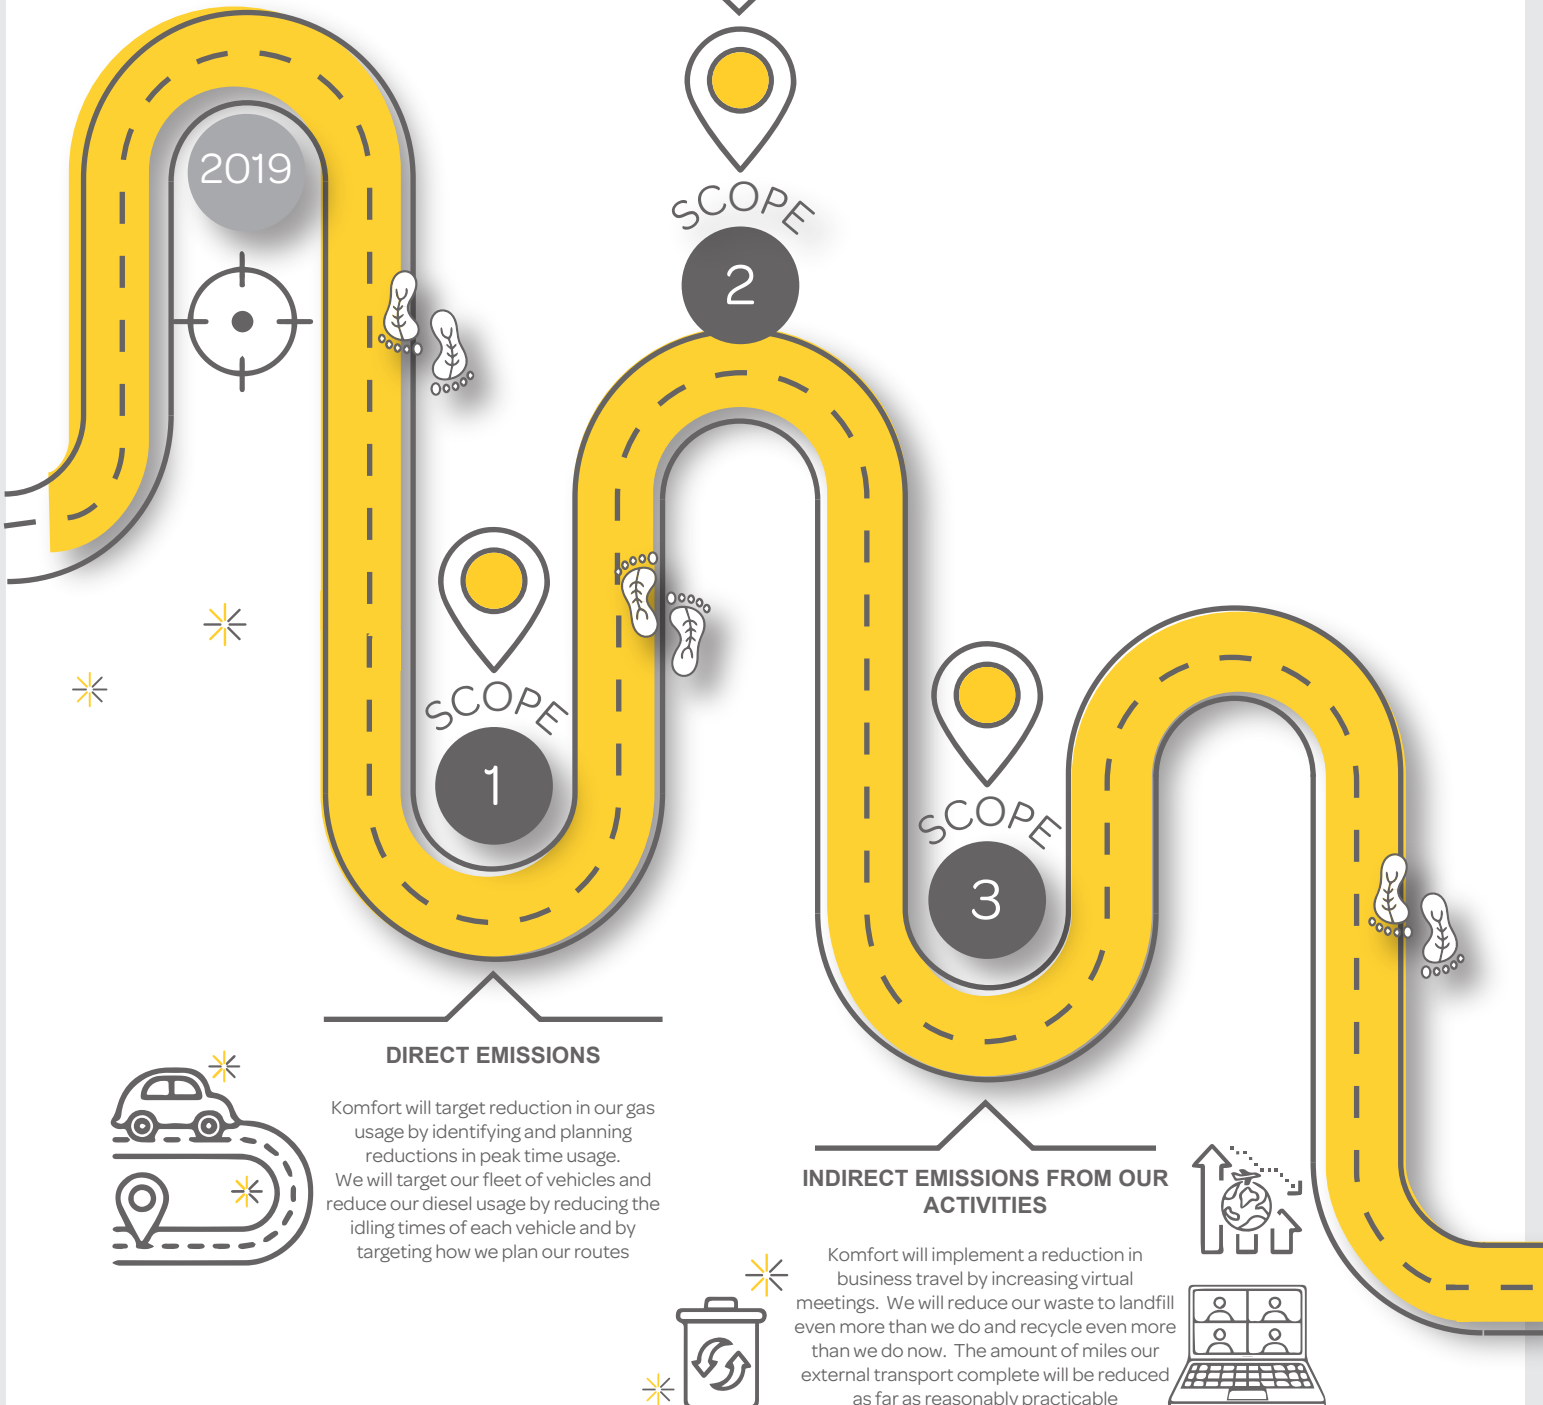 2019
SCOPE
2
SCOPE
1
SCOPE
3
DIRECT EMISSIONS
Komfort will target reduction in our gas
usage by identifying and planning
reductions in peak time usage.
We will target our fleet of vehicles and
reduce our diesel usage by reducing the
idling times of each vehicle and by
targeting how we plan our routes
INDIRECT EMISSIONS FROM OUR
ACTIVITIES
Komfort will implement a reduction in
business travel by increasing virtual
meetings. We will reduce our waste to landfill
even more than we do and recycle even more
than we do now. The amount of miles our
external transport complete will be reduced
as far as reasonably practicable